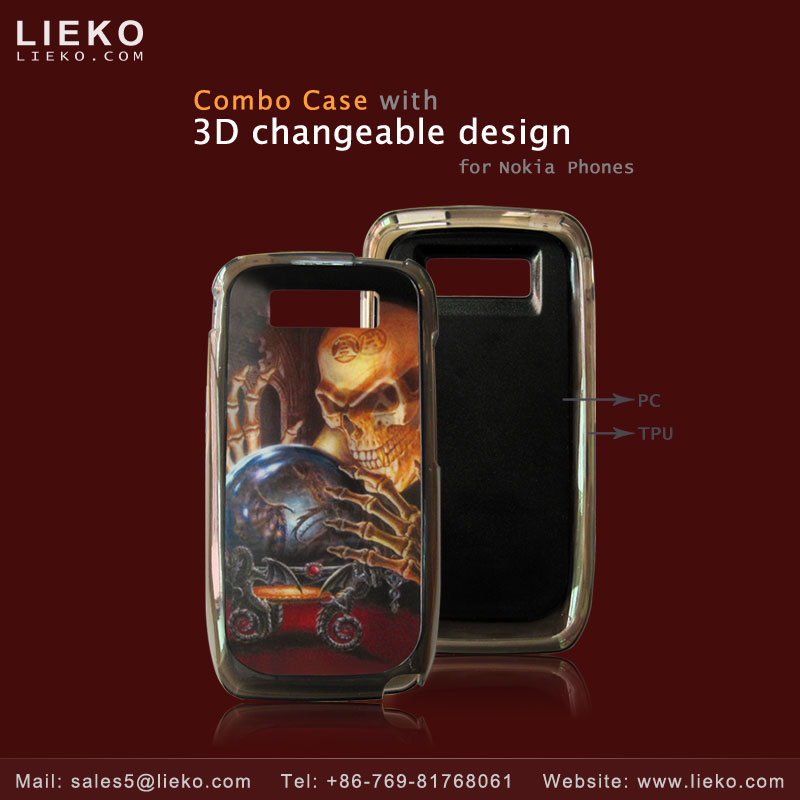 LIEKO
LIEKO.COM
Combo Case with
3D changeable design
for Nokia Phones
PC
TPU
Mail: sales5@lieko.com Tel: +86-769-81768061 Website: www.lieko.com